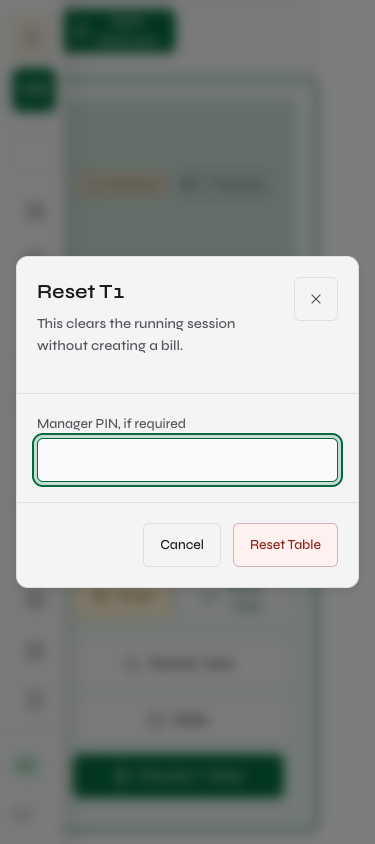 Reset T1
This clears the running session
without creating a bill.
Manager PIN, if required
Cancel
Reset Table